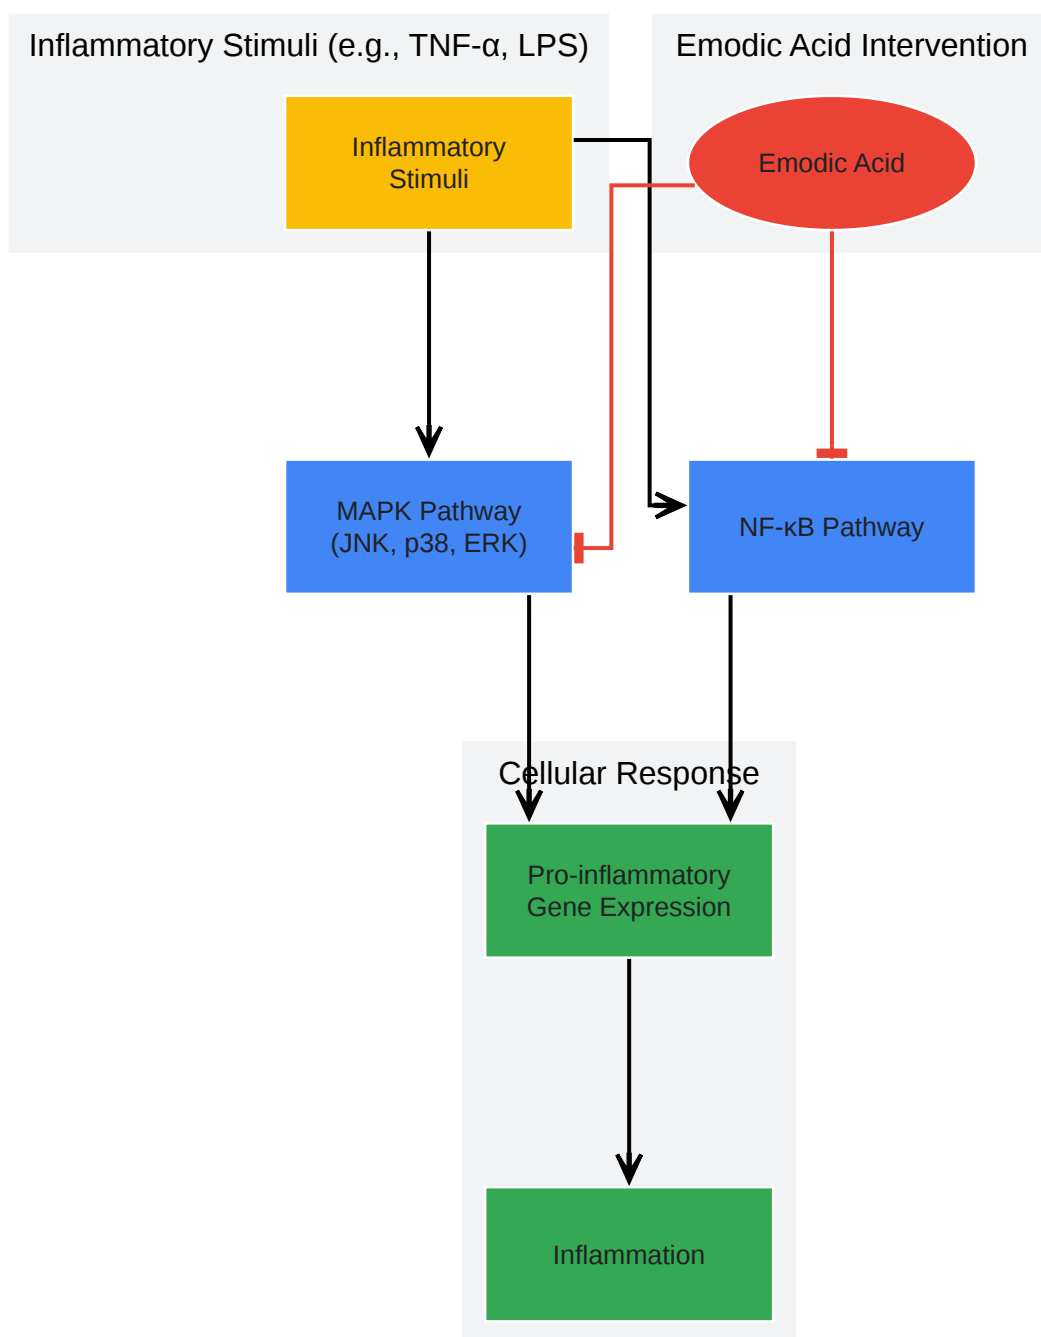 Inflammatory Stimuli (e.g., TNF-α, LPS)
Emodic Acid Intervention
Inflammatory
Stimuli
Emodic Acid
MAPK Pathway
(JNK, p38, ERK)
NF-κB Pathway
Cellular Response
Pro-inflammatory
Gene Expression
Inflammation